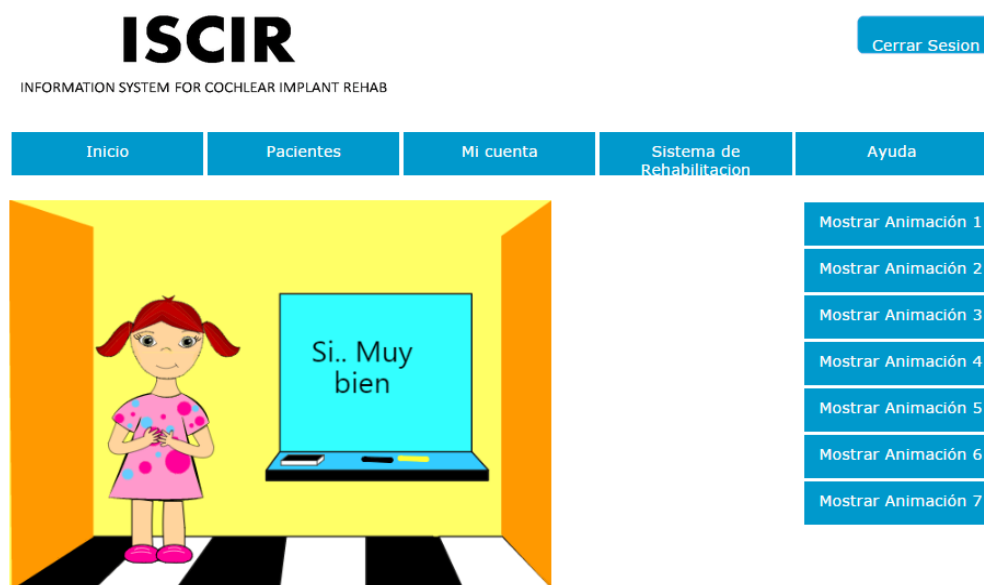 ISCIR
INFORMATION SYSTEM FOR COCHLEAR IMPLANT REHAB
Cerrar Sesion
Inicio
Pacientes
Mi cuenta
Sistema de
Rehabilitacion
Ayuda
Si.. Muy
bien
Mostrar Animación 1
Mostrar Animación 2
Mostrar Animación 3
Mostrar Animación 4
Mostrar Animación 5
Mostrar Animación 6
Mostrar Animación 7